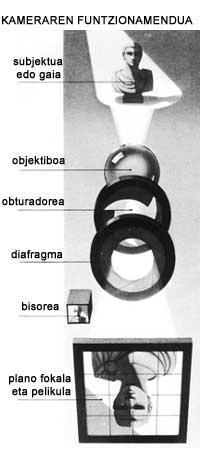 KAMERAREN FUNTZIONAMENDUA
subjektua
edo gaia
objektiboa
obturadorea
diafragma
bisorea
plano fokala
eta pelikula